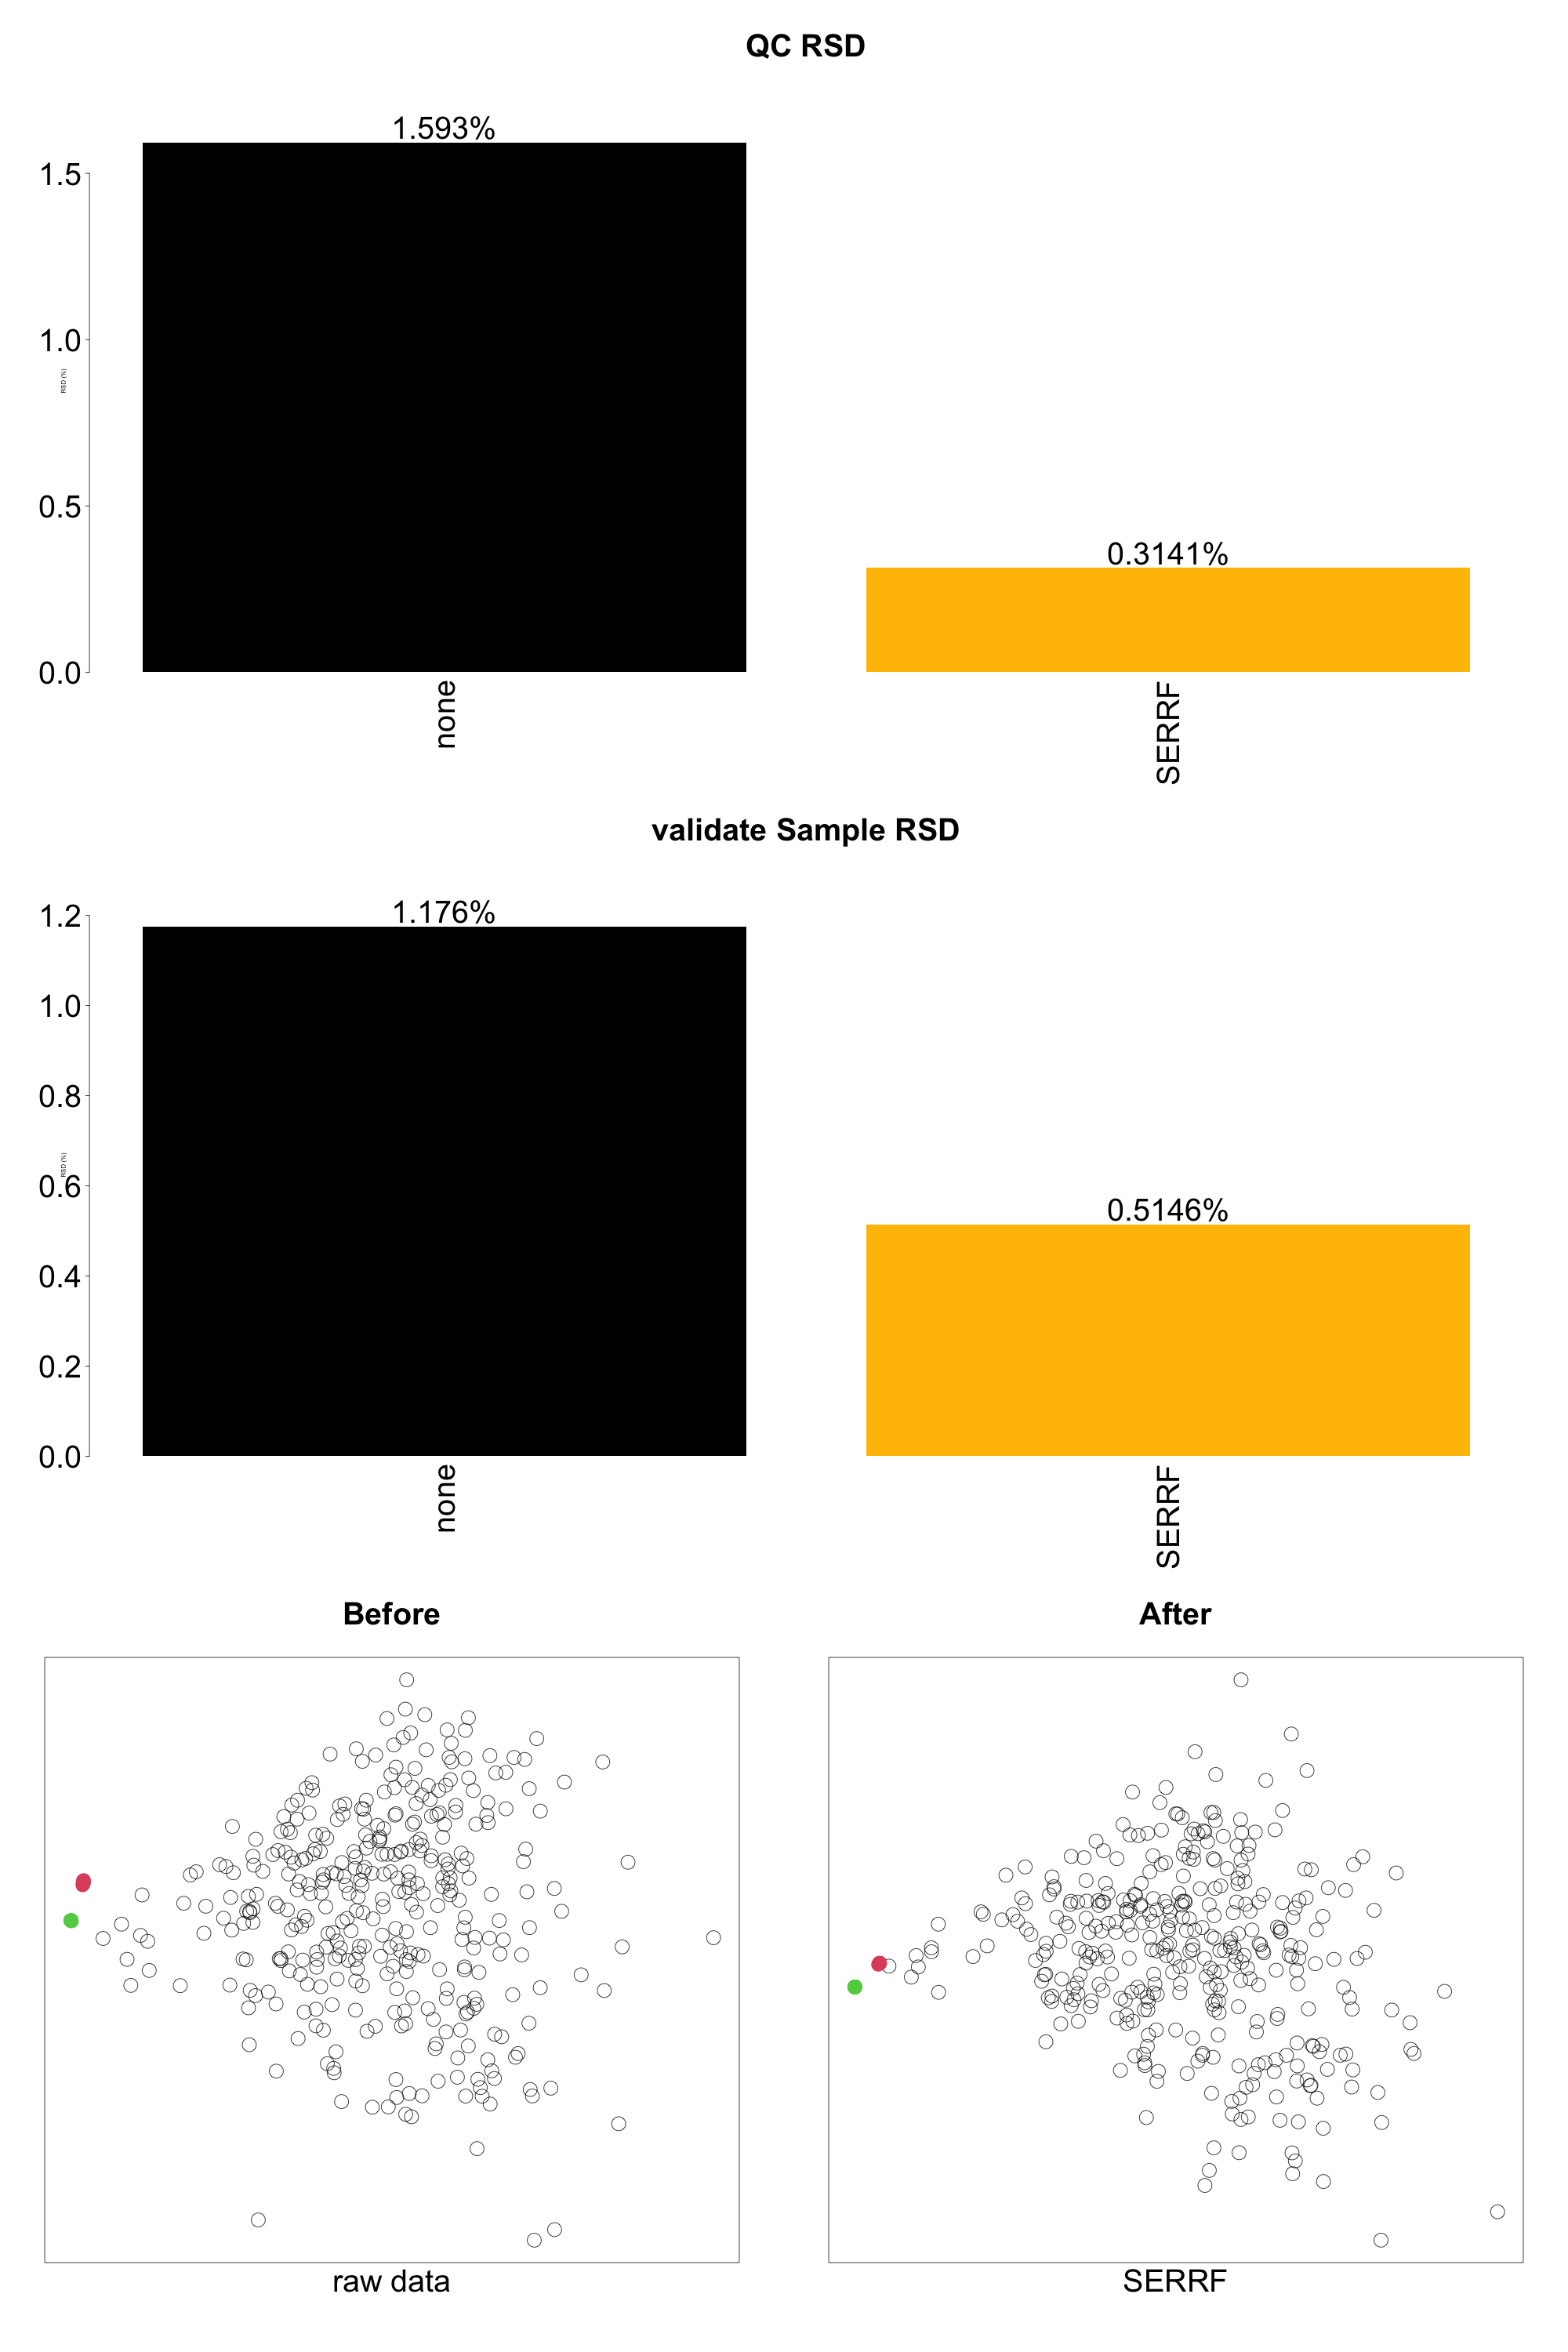 QC RSD
1.593%
1.5
1.0
RSD (%)
0.5
0.3141%
0.0
none
SERRF
validate Sample RSD
1.2
1.176%
1.0
0.8
RSD (%)
0.6
0.5146%
0.4
0.2
0.0
none
SERRF
Before
After
raw data
SERRF